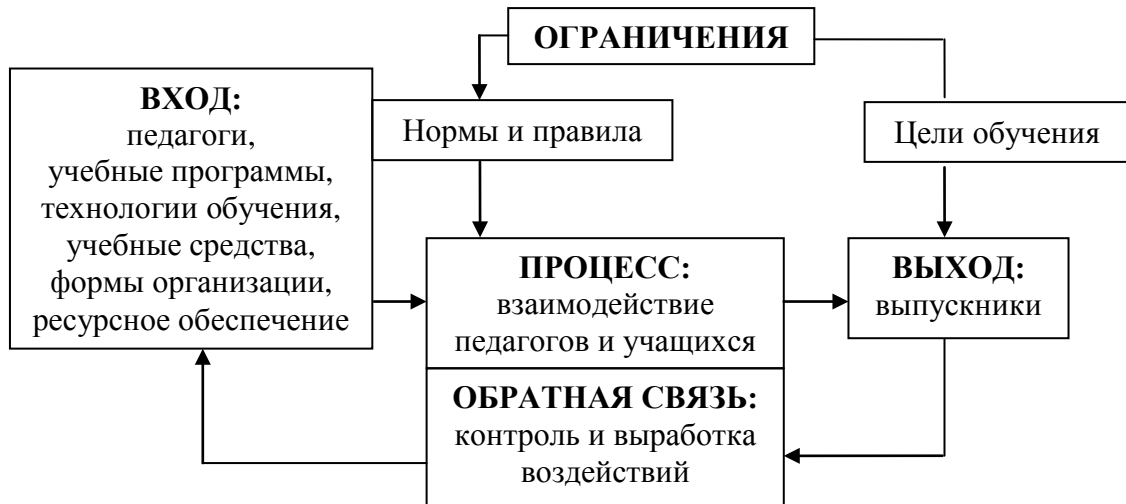 ОГРАНИЧЕНИЯ
ВХОД:
педагоги,
учебные программы,
технологии обучения,
учебные средства,
формы организации,
ресурсное обеспечение
Нормы и правила
Цели обучения
ПРОЦЕСС:
взаимодействие
педагогов и учащихся
ВЫХОД:
выпускники
ОБРАТНАЯ СВЯЗЬ:
контроль и выработка
воздействий